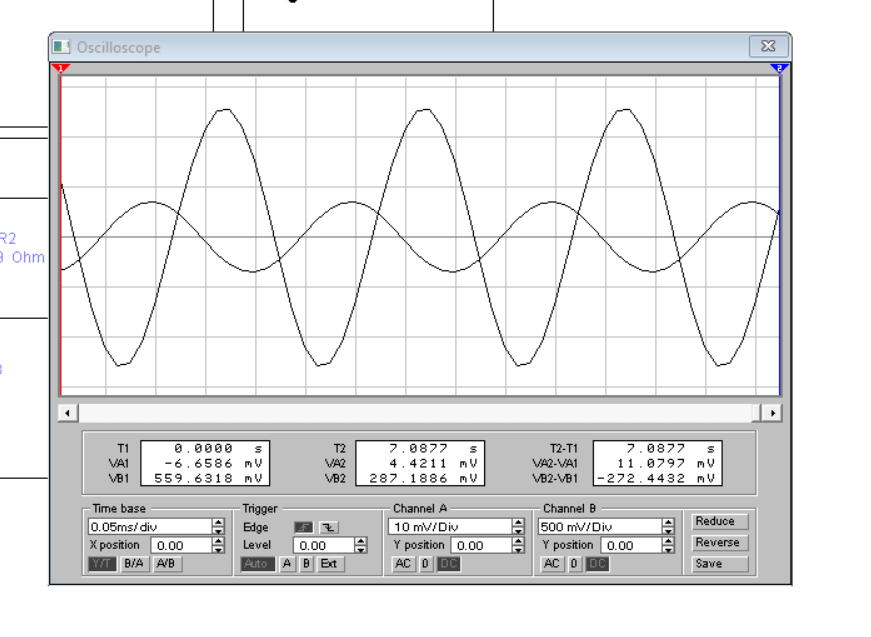 Oscilloscope
1
2
R2
9 Ohm
T1 0.0000 s
VA1 -6.6586 mV
VB1 559.6318 mV
T2 7.0877 s
VA2 4.4211 mV
VB2 287.1886 mV
T2-T1 7.0877 s
VA2-VA1 11.0797 mV
VB2-VB1 -272.4432 mV
Time base
0.05ms/div
X position 0.00
Y/T B/A A/B
Trigger
Edge
Level 0.00
Auto A B Ext
Channel A
10 mV/Div
Y position 0.00
AC 0 DC
Channel B
500 mV/Div
Y position 0.00
AC 0 DC
Reduce
Reverse
Save